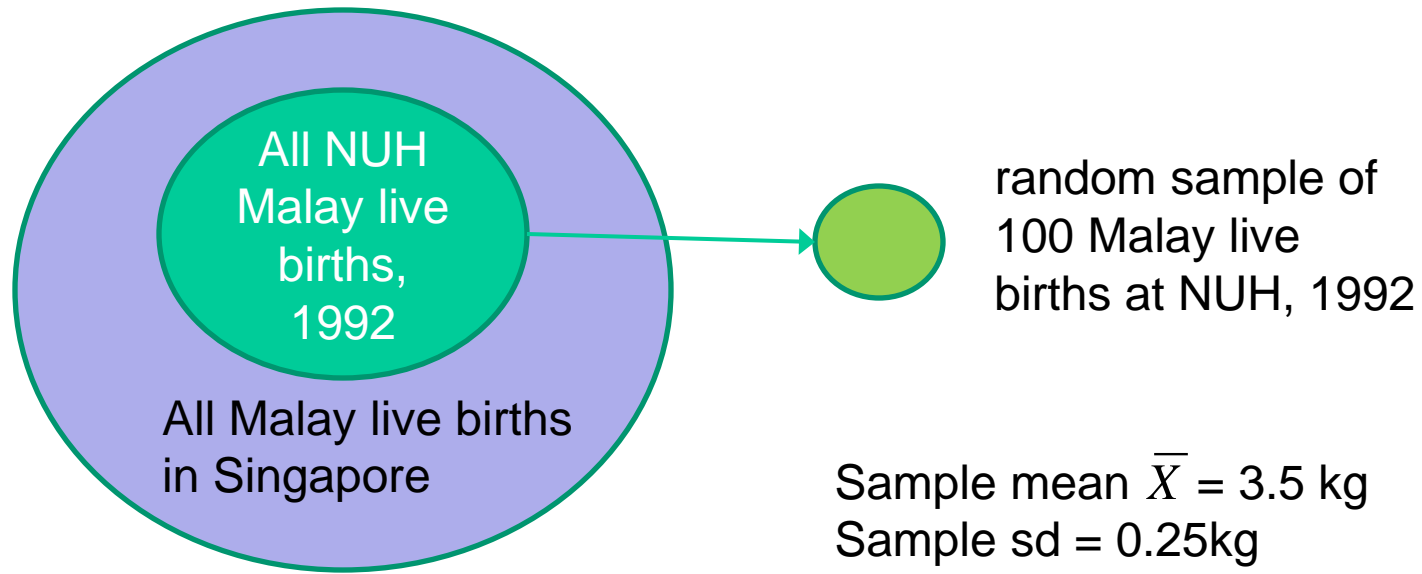 All NUH
Malay live
births,
1992
All Malay live births
in Singapore
random sample of
100 Malay live
births at NUH, 1992
Sample mean X̅ = 3.5 kg
Sample sd = 0.25kg